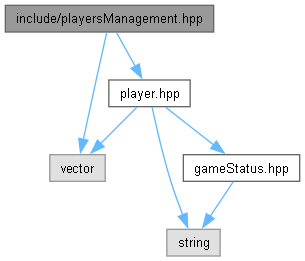 include/playersManagement.hpp
player.hpp
vector
gameStatus.hpp
string